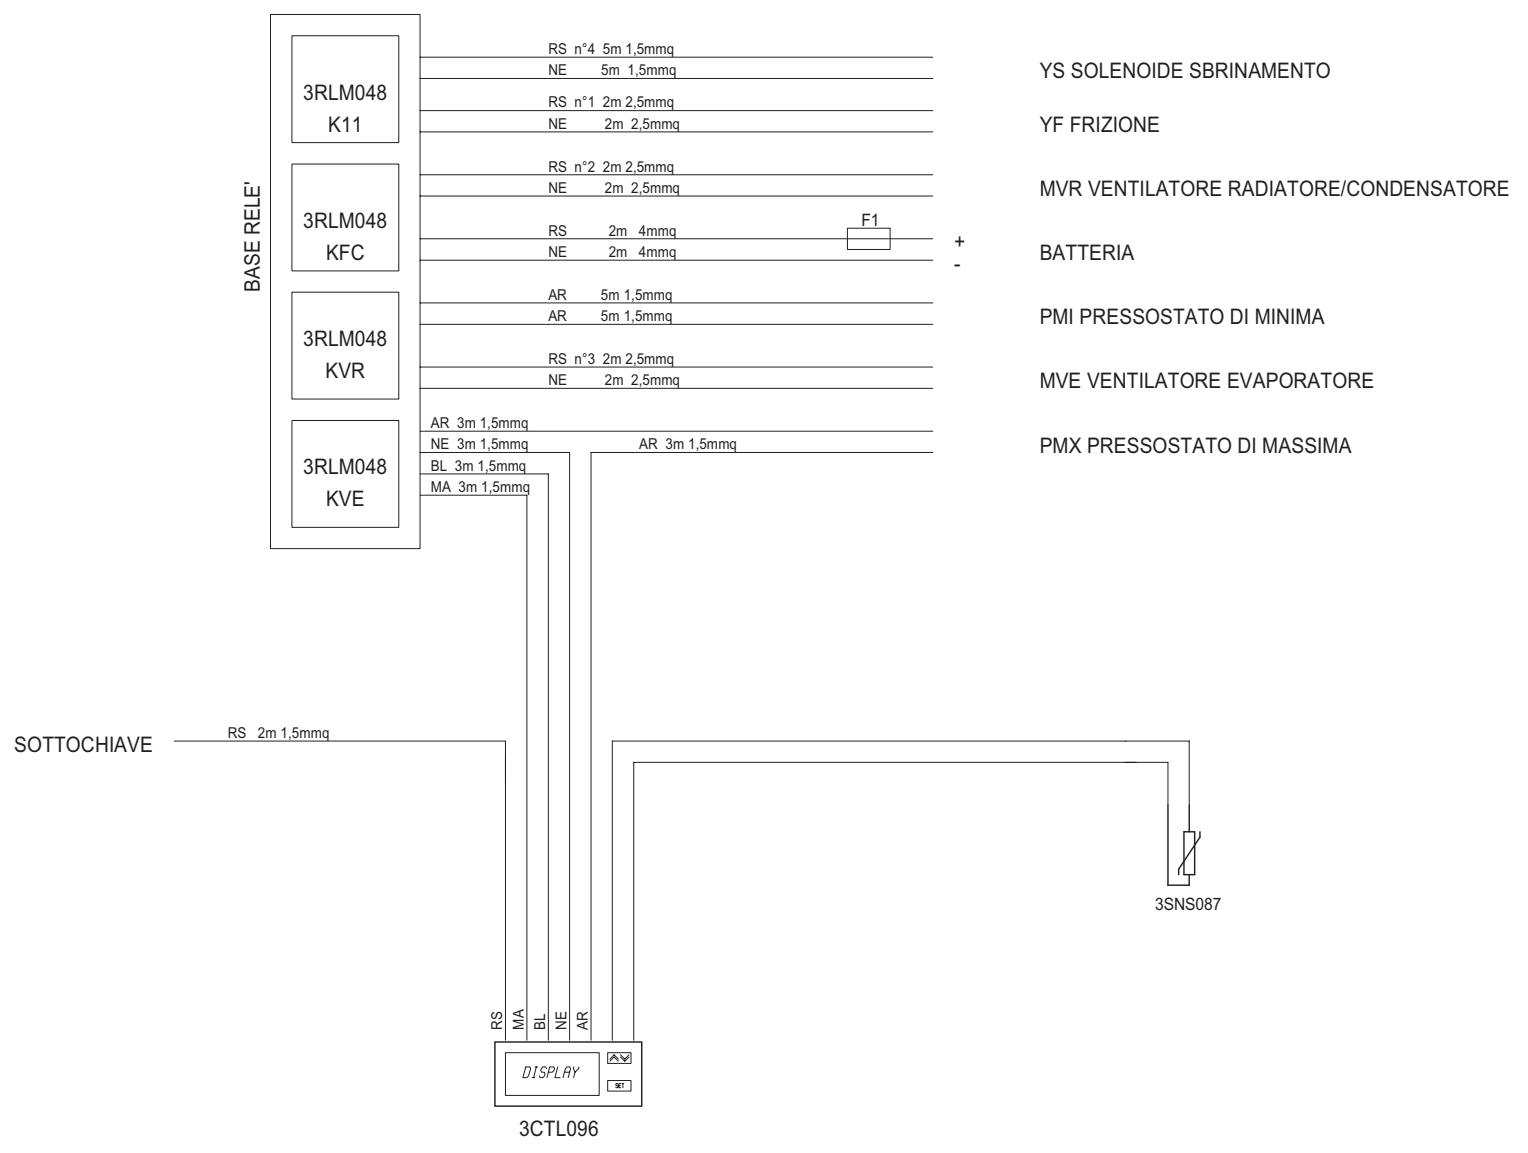 RS n°4 5m 1,5mmq
NE 5m 1,5mmq
YS SOLENOIDE SBRINAMENTO
3RLM048
K11
RS n°1 2m 2,5mmq
NE 2m 2,5mmq
YF FRIZIONE
BASE RELE'
RS n°2 2m 2,5mmq
NE 2m 2,5mmq
MVR VENTILATORE RADIATORE/CONDENSATORE
3RLM048
KFC
RS 2m 4mmq
F1
NE 2m 4mmq
+
-
BATTERIA
AR 5m 1,5mmq
AR 5m 1,5mmq
PMI PRESSOSTATO DI MINIMA
3RLM048
KVR
RS n°3 2m 2,5mmq
NE 2m 2,5mmq
MVE VENTILATORE EVAPORATORE
AR 3m 1,5mmq
NE 3m 1,5mmq
AR 3m 1,5mmq
PMX PRESSOSTATO DI MASSIMA
3RLM048
KVE
BL 3m 1,5mmq
MA 3m 1,5mmq
SOTTOCHIAVE
RS 2m 1,5mmq
3SNS087
RS
MA
BL
NE
AR
DISPLAY
SET
3CTL096